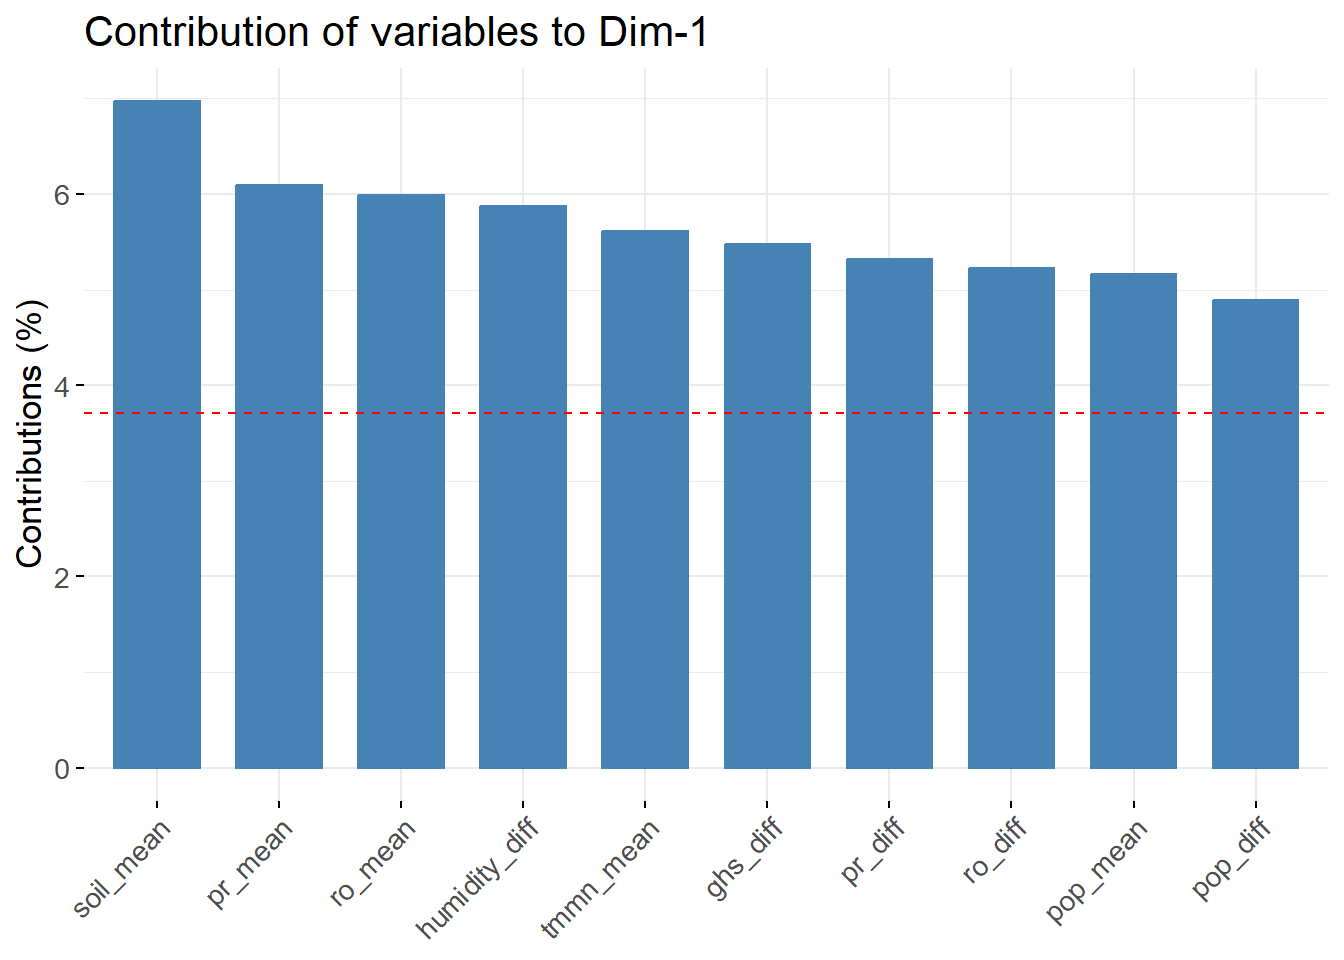 Contribution of variables to Dim-1
Contributions (%)
6
4
2
0
soil_mean
pr_mean
ro_mean
humidity_diff
tmmn_mean
ghs_diff
pr_diff
ro_diff
pop_mean
pop_diff